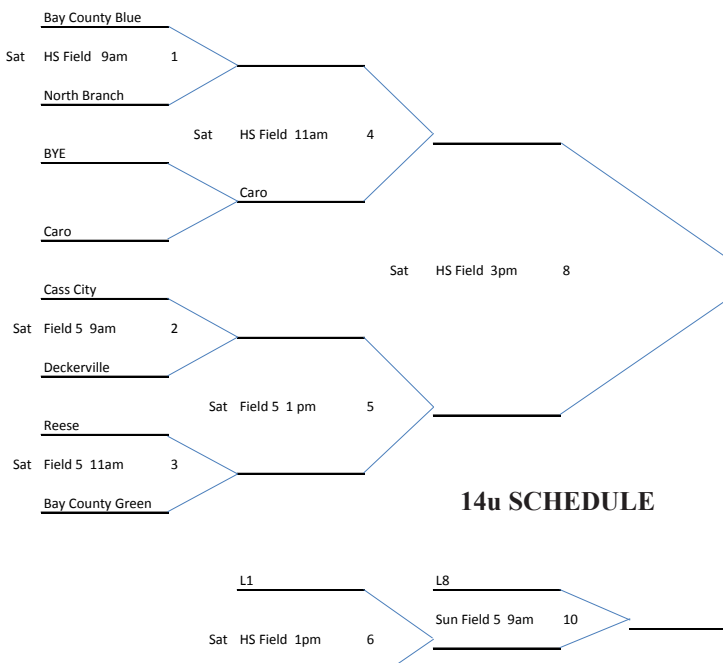 Bay County Blue
Sat HS Field 9am 1
North Branch
Sat HS Field 11am 4
BYE
Caro
Caro
Sat HS Field 3pm 8
Cass City
Sat Field 5 9am 2
Deckerville
Sat Field 5 1 pm 5
Reese
Sat Field 5 11am 3
Bay County Green
14u SCHEDULE
L1 L8
Sun Field 5 9am 10
Sat HS Field 1pm 6